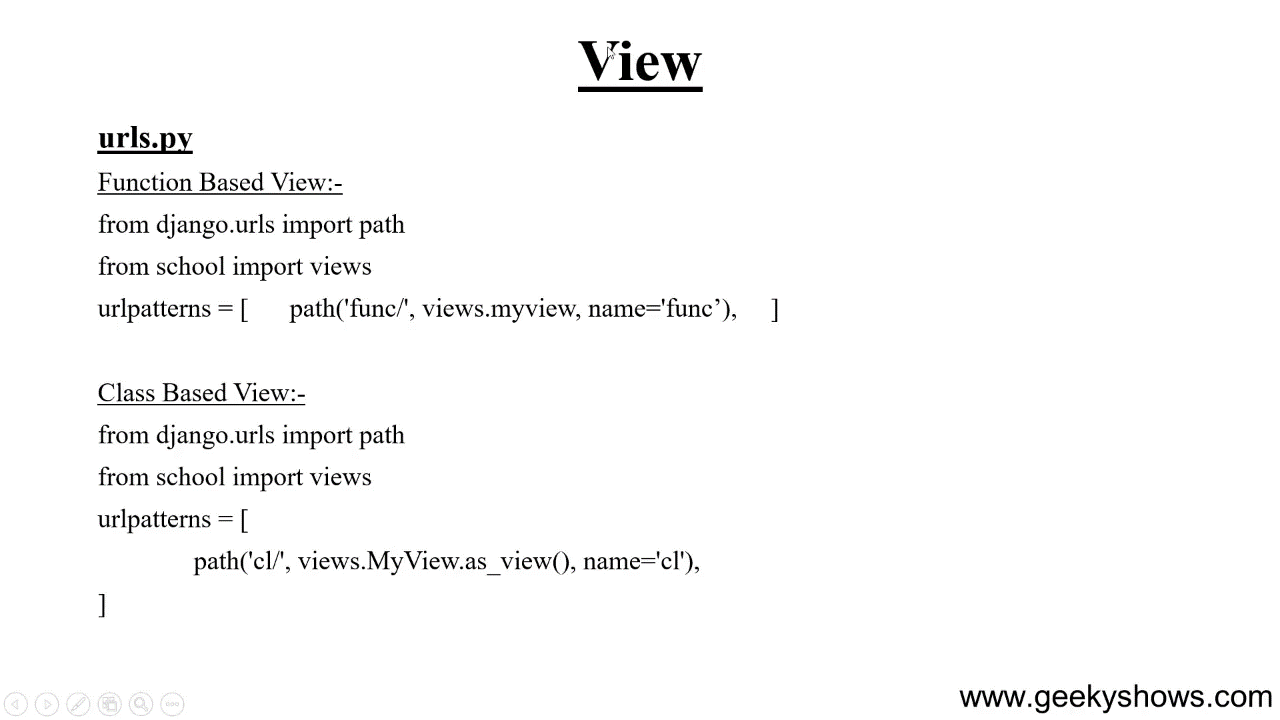 View
urls.py
Function Based View:-
from django.urls import path
from school import views
urlpatterns = [ path('func/', views.myview, name='func’), ]
Class Based View:-
from django.urls import path
from school import views
urlpatterns = [
path('cl/', views.MyView.as_view(), name='cl'),
]
www.geekyshows.com